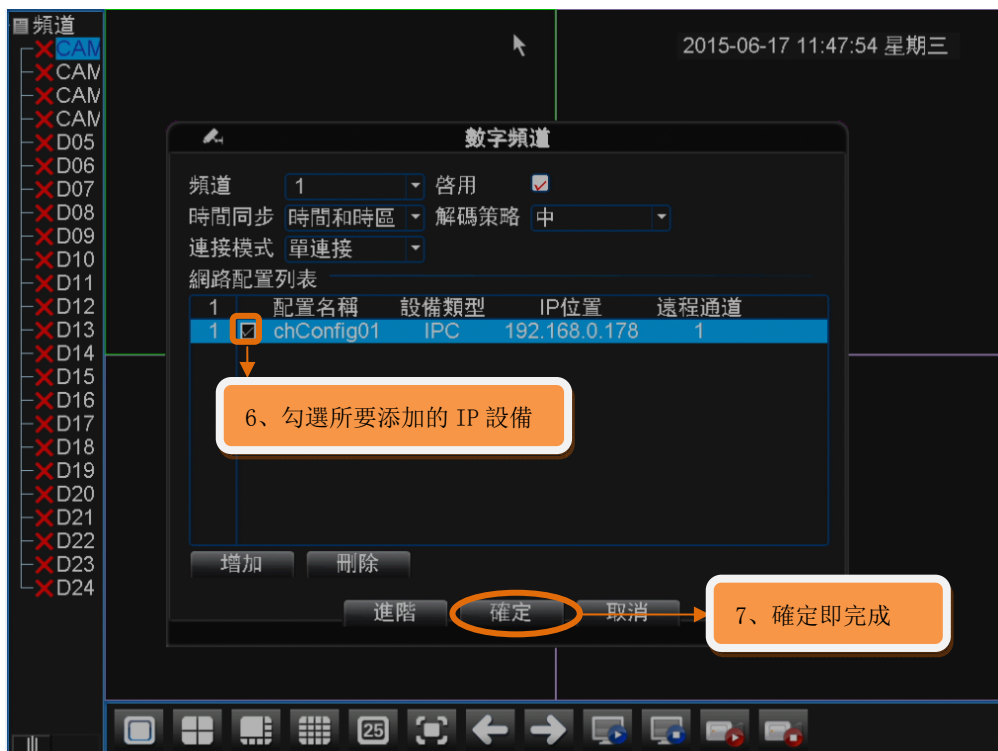 頻道
CAM
CAM
CAM
CAM
D05
D06
D07
D08
D09
D10
D11
D12
D13
D14
D15
D16
D17
D18
D19
D20
D21
D22
D23
D24
2015-06-17 11:47:54 星期三
數字頻道
頻道 1 啓用
時間同步 時間和時區 解碼策略 中
連接模式 單連接
網路配置列表
1 配置名稱 設備類型 IP位置 遠程通道
1 chConfig01 IPC 192.168.0.178 1
6、勾選所要添加的 IP 設備
增加 刪除
進階 確定 取消
7、確定即完成
25